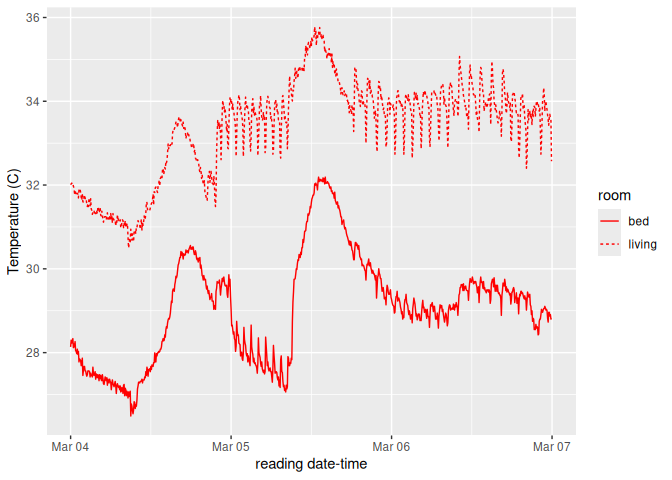 36
34
32
30
28
Temperature (C)
Mar 04
Mar 05
Mar 06
Mar 07
reading date-time
room
bed
living